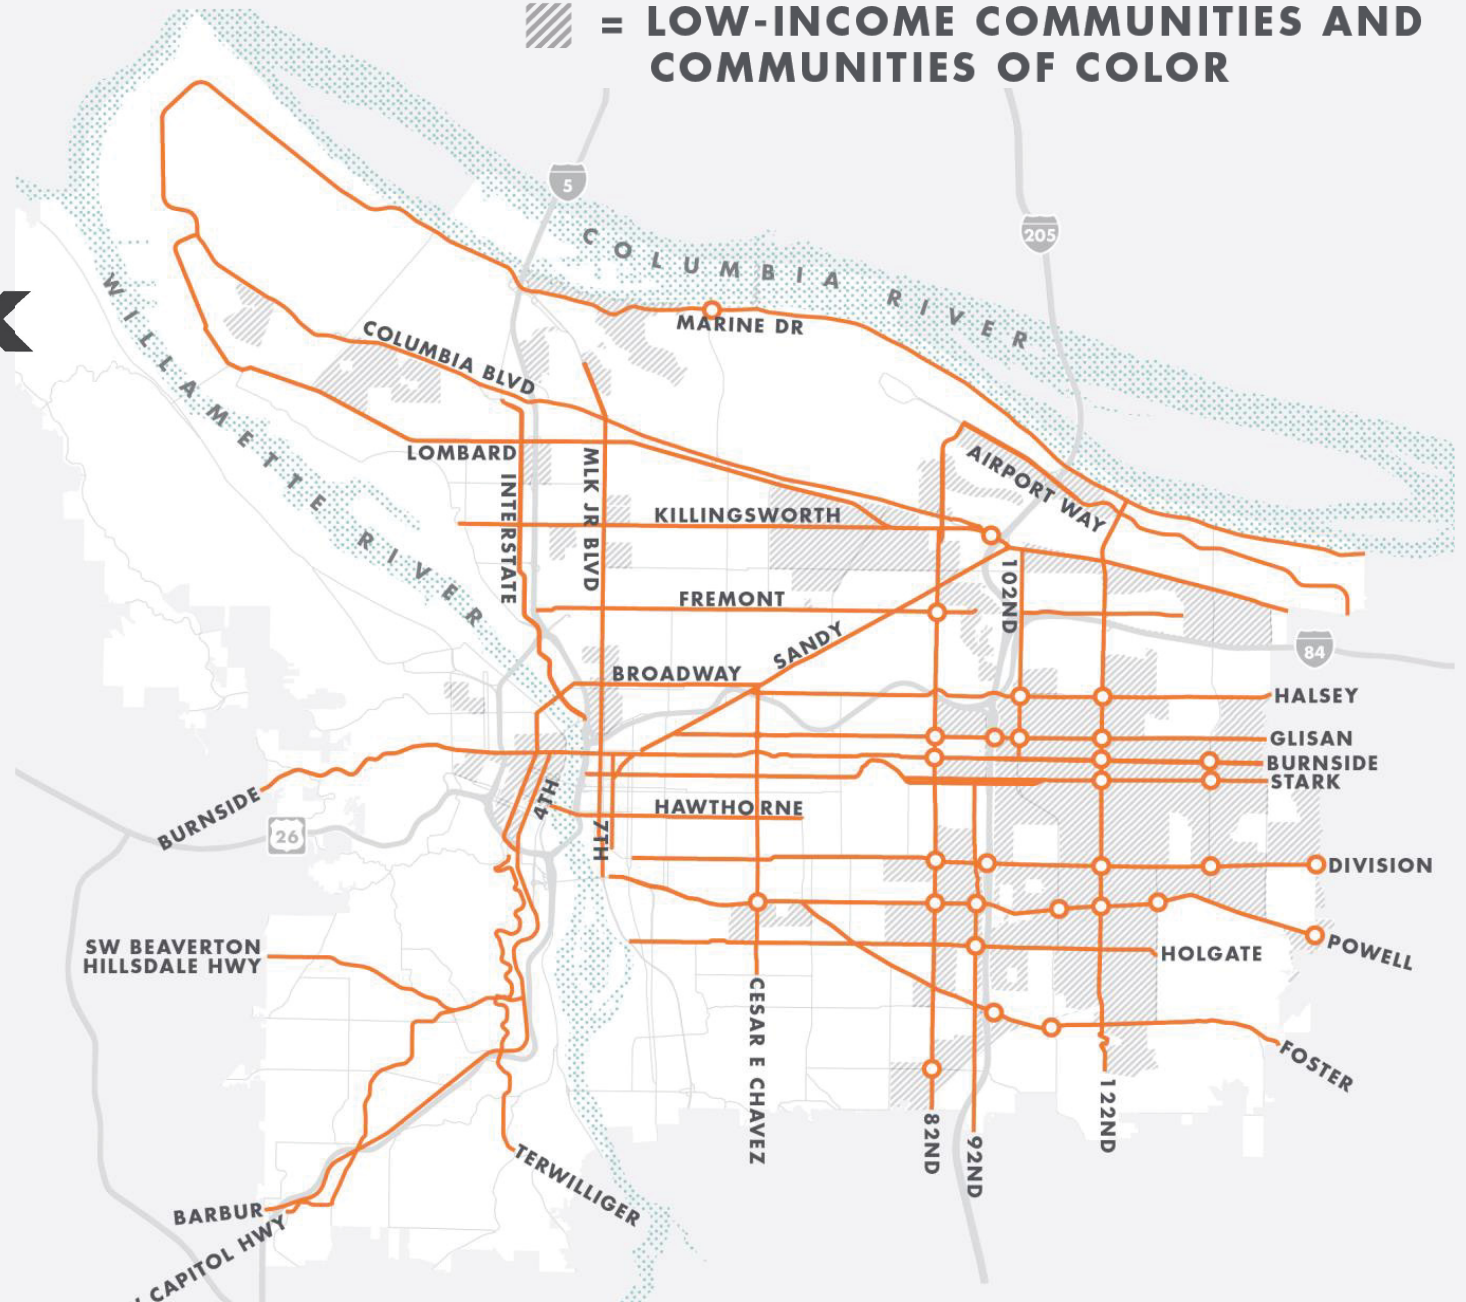 = LOW-INCOME COMMUNITIES AND
COMMUNITIES OF COLOR
5
205
COLUMBIA RIVER
WILLAMETTE RIVER
MARINE DR
COLUMBIA BLVD
LOMBARD
INTERSTATE
MLK JR BLVD
AIRPORT WAY
KILLINGSWORTH
102ND
FREMONT
SANDY
84
BROADWAY
HALSEY
GLISAN
BURNSIDE
STARK
BURNSIDE
26
4TH
HAWTHORNE
7TH
DIVISION
POWELL
SW BEAVERTON
HILLSDALE HWY
HOLGATE
CESAR E CHAVEZ
FOSTER
82ND
92ND
122ND
TERWILLIGER
BARBUR
CAPITOL HWY